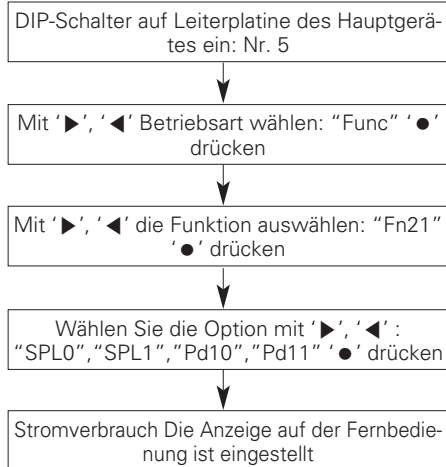 DIP-Schalter auf Leiterplatine des Hauptgerä-
tes ein: Nr. 5
Mit ‘▶’, ‘◀’ Betriebsart wählen: “Func” ‘●’
drücken
Mit ‘▶’, ‘◀’ die Funktion auswählen: “Fn21”
‘●’ drücken
Wählen Sie die Option mit ‘▶’, ‘◀’ :
“SPL0”,“SPL1”,“Pd10”,“Pd11” ‘●’ drücken
Stromverbrauch Die Anzeige auf der Fernbedie-
nung ist eingestellt